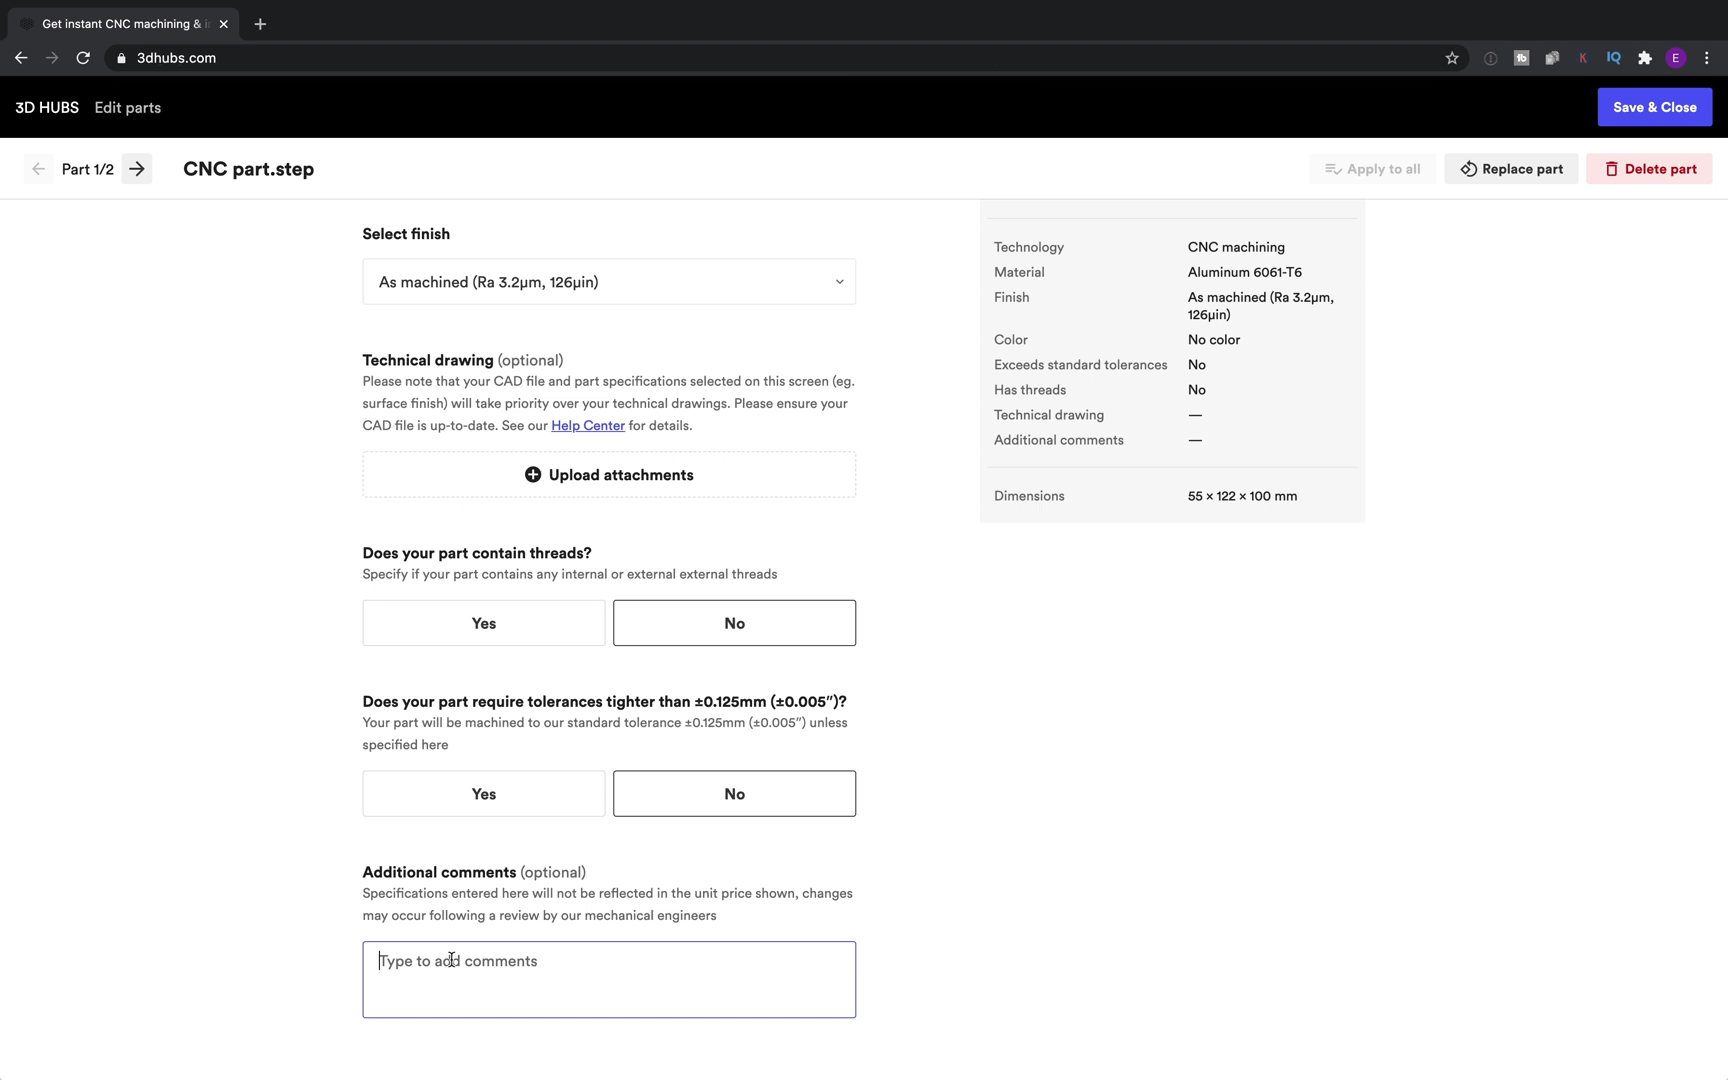 Get instant CNC machining & i
3dhubs.com
tb
K
IQ
E
3D HUBS Edit parts
Save & Close
Part 1/2
CNC part.step
Apply to all
Replace part
Delete part
Select finish
As machined (Ra 3.2μm, 126μin)
Technical drawing (optional)
Please note that your CAD file and part specifications selected on this screen (eg.
surface finish) will take priority over your technical drawings. Please ensure your
CAD file is up-to-date. See our Help Center for details.
Upload attachments
Does your part contain threads?
Specify if your part contains any internal or external external threads
Yes
No
Does your part require tolerances tighter than ±0.125mm (±0.005″)?
Your part will be machined to our standard tolerance ±0.125mm (±0.005″) unless
specified here
Yes
No
Additional comments (optional)
Specifications entered here will not be reflected in the unit price shown, changes
may occur following a review by our mechanical engineers
Type to add comments
Technology CNC machining
Material Aluminum 6061-T6
Finish As machined (Ra 3.2μm,
126μin)
Color No color
Exceeds standard tolerances No
Has threads No
Technical drawing —
Additional comments —
Dimensions 55 × 122 × 100 mm